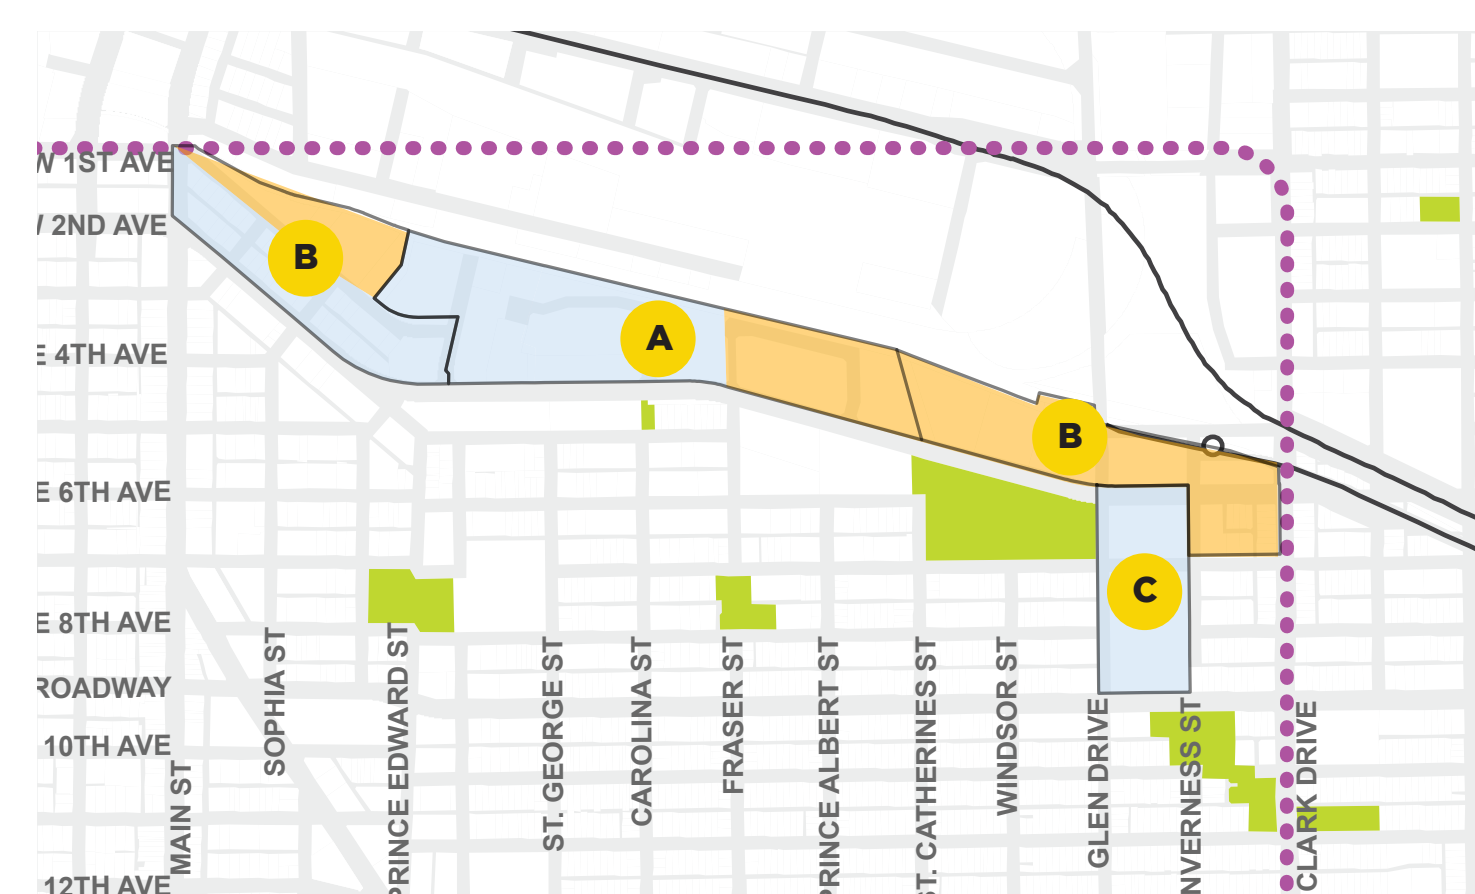 W 1ST AVE
2ND AVE
B
A
E 4TH AVE
B
E 6TH AVE
C
E 8TH AVE
ROADWAY
10TH AVE
12TH AVE
MAIN ST
SOPHIA ST
PRINCE EDWARD ST
ST. GEORGE ST
CAROLINA ST
FRASER ST
PRINCE ALBERT ST
ST. CATHERINES ST
WINDSOR ST
GLEN DRIVE
NVERNESS ST
CLARK DRIVE